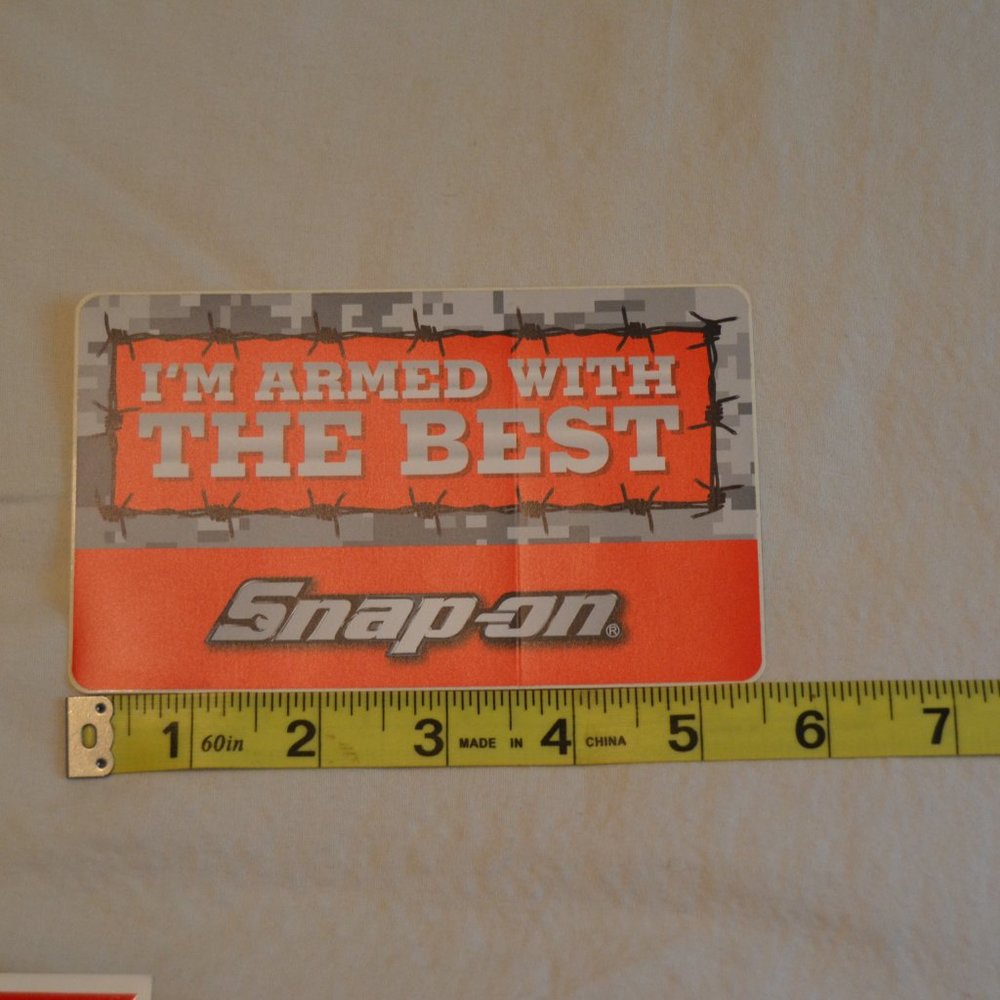 I'M ARMED WITH
THE BEST
Snap-on®
1 60in 2 3 MADE IN 4 CHINA 5 6 7